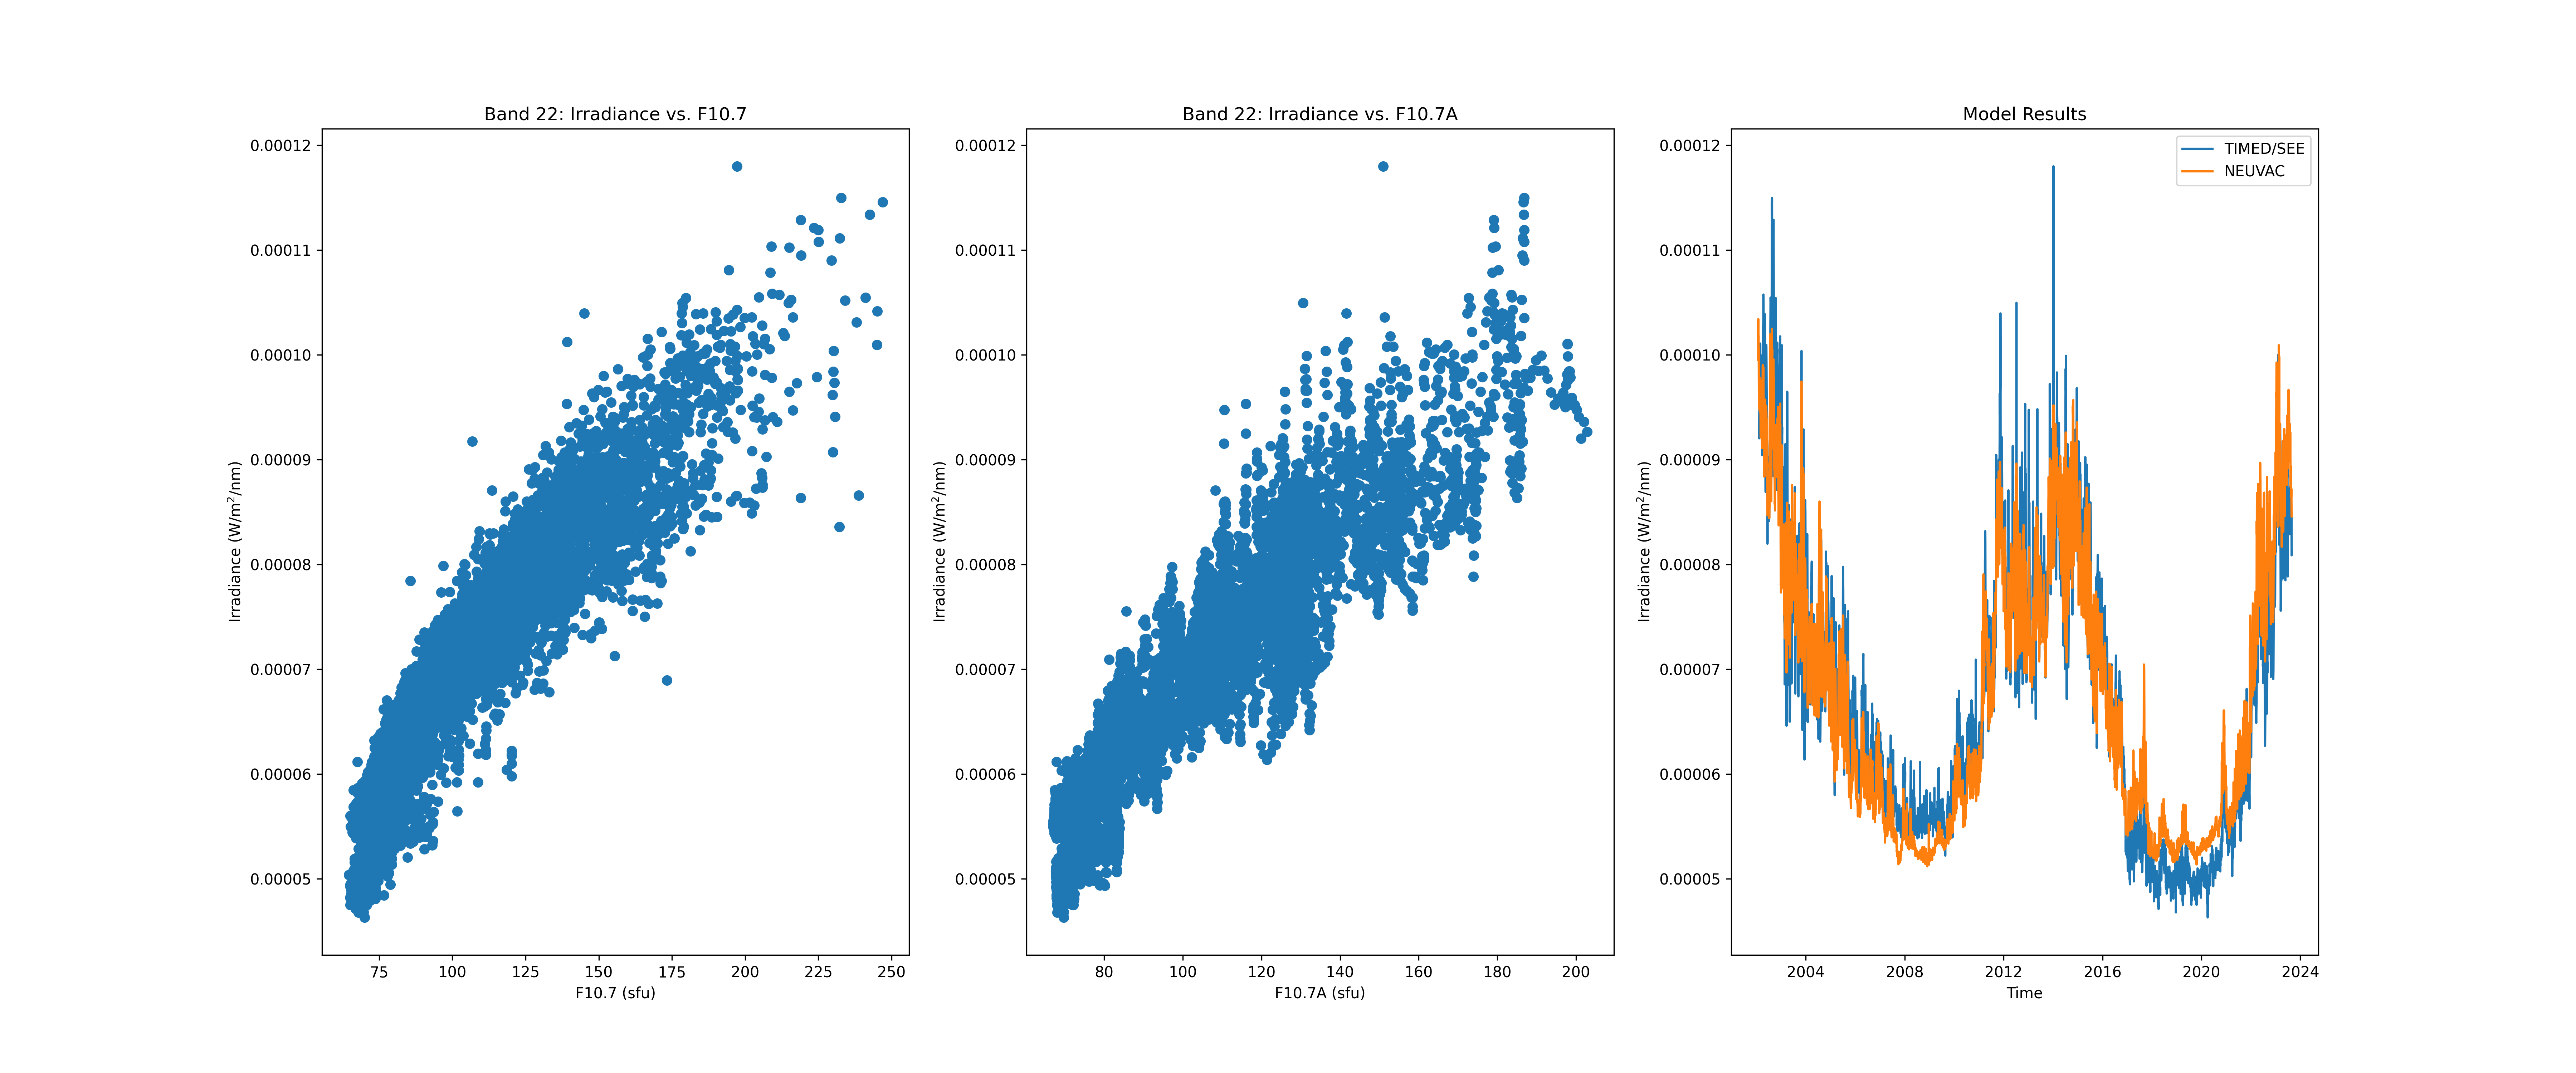 Band 22: Irradiance vs. F10.7
Irradiance (W/m²/nm)
0.00012
0.00011
0.00010
0.00009
0.00008
0.00007
0.00006
0.00005
75 100 125 150 175 200 225 250
F10.7 (sfu)
Band 22: Irradiance vs. F10.7A
Irradiance (W/m²/nm)
0.00012
0.00011
0.00010
0.00009
0.00008
0.00007
0.00006
0.00005
80 100 120 140 160 180 200
F10.7A (sfu)
Model Results
TIMED/SEE
NEUVAC
Irradiance (W/m²/nm)
0.00012
0.00011
0.00010
0.00009
0.00008
0.00007
0.00006
0.00005
2004 2008 2012 2016 2020 2024
Time